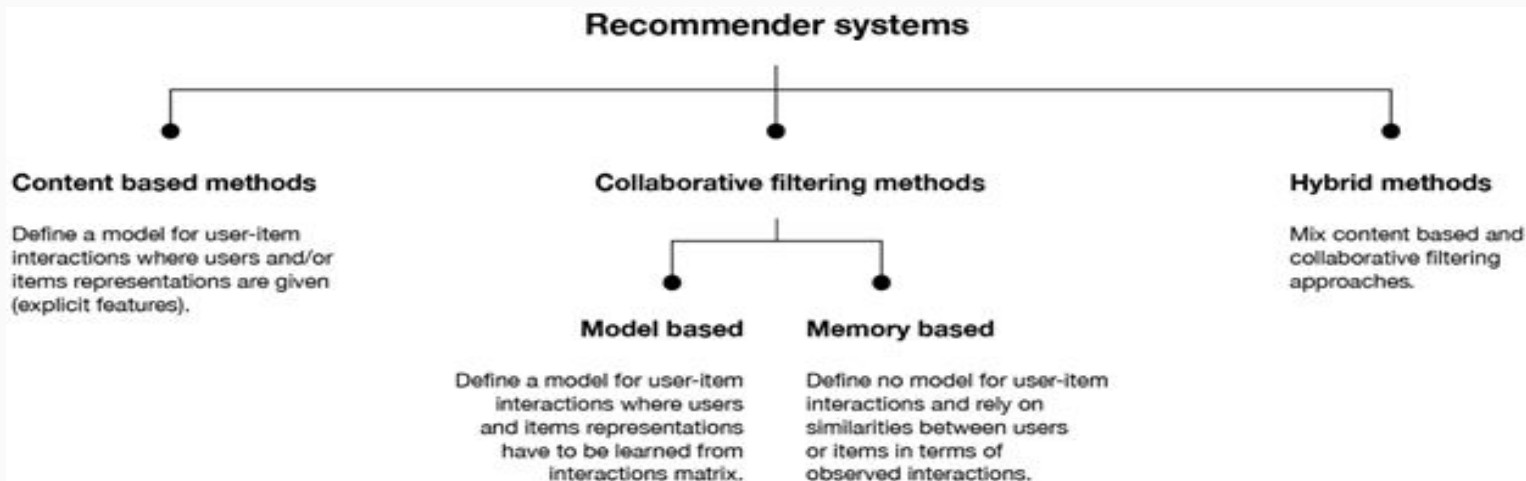 Recommender systems
Content based methods
Define a model for user-item
interactions where users and/or
items representations are given
(explicit features).
Collaborative filtering methods
Model based
Define a model for user-item
interactions where users
and items representations
have to be learned from
interactions matrix.
Memory based
Define no model for user-item
interactions and rely on
similarities between users
or items in terms of
observed interactions.
Hybrid methods
Mix content based and
collaborative filtering
approaches.